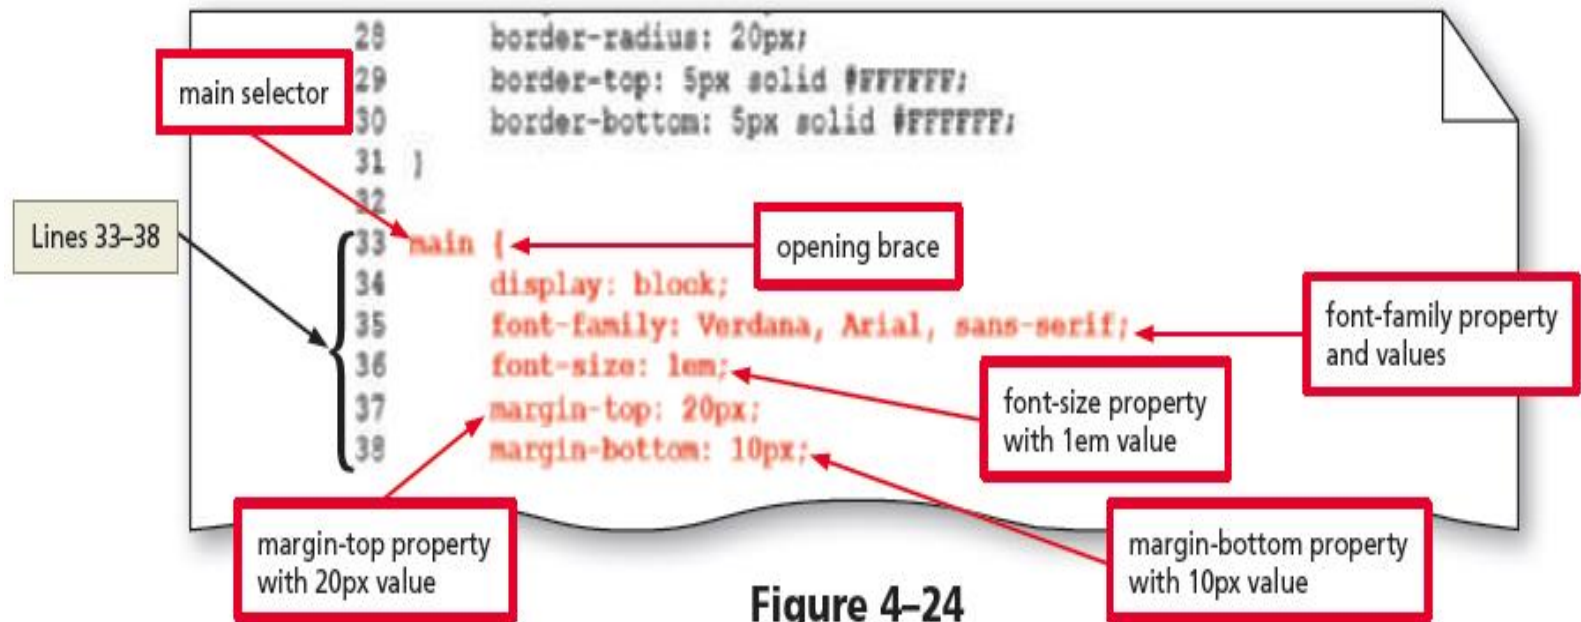 28 border-radius: 20px;
29 border-top: 5px solid #FFFFFF;
30 border-bottom: 5px solid #FFFFFF;
31 }
32
33 main {
34 display: block;
35 font-family: Verdana, Arial, sans-serif;
36 font-size: 1em;
37 margin-top: 20px;
38 margin-bottom: 10px;
main selector
Lines 33–38
opening brace
font-family property
and values
font-size property
with 1em value
margin-top property
with 20px value
margin-bottom property
with 10px value
Figure 4–24